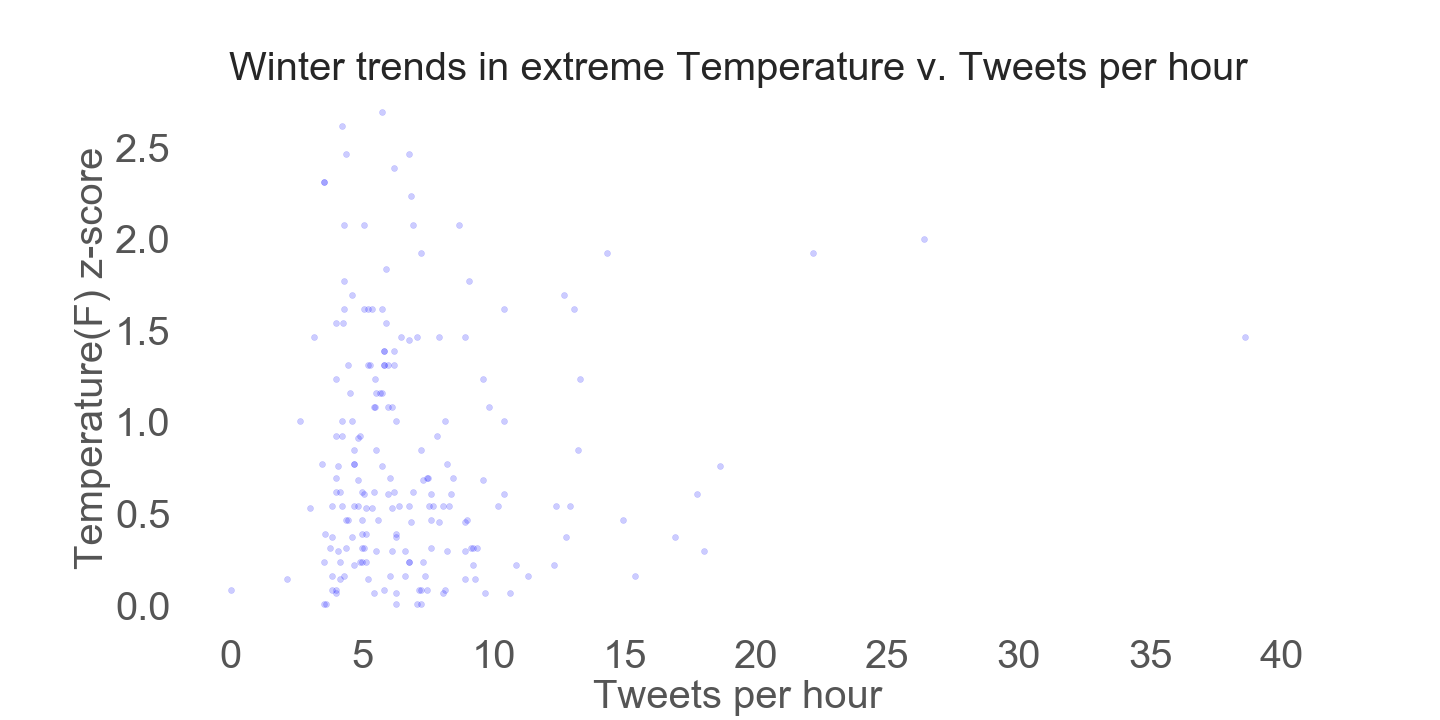 Winter trends in extreme Temperature v. Tweets per hour
Temperature(F) z-score
2.5
2.0
1.5
1.0
0.5
0.0
0 5 10 15 20 25 30 35 40
Tweets per hour